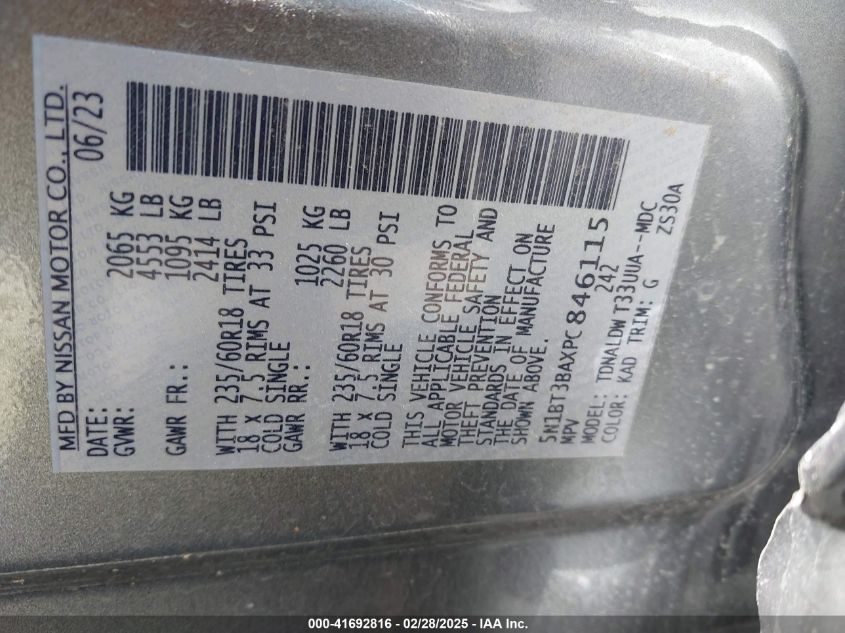 MFD BY NISSAN MOTOR CO., LTD.
DATE: 06/23
GVWR: 2065 KG
4553 LB
GAWR FR.: 1095 KG
2414 LB
WITH 235/60R18 TIRES
18 X 7.5 RIMS AT 33 PSI
COLD SINGLE
GAWR RR.: 1025 KG
2260 LB
WITH 235/60R18 TIRES
18 X 7.5 RIMS AT 30 PSI
COLD SINGLE
THIS VEHICLE CONFORMS TO
ALL APPLICABLE FEDERAL
MOTOR VEHICLE SAFETY AND
THEFT PREVENTION
STANDARDS IN EFFECT ON
THE DATE OF MANUFACTURE
SHOWN ABOVE.
5N1BT3BAXPC846115
MPV 242
MODEL: TDNALDWT33UUA--MDC
COLOR: KAD TRIM: G ZS30A
000-41692816 - 02/28/2025 - IAA Inc.